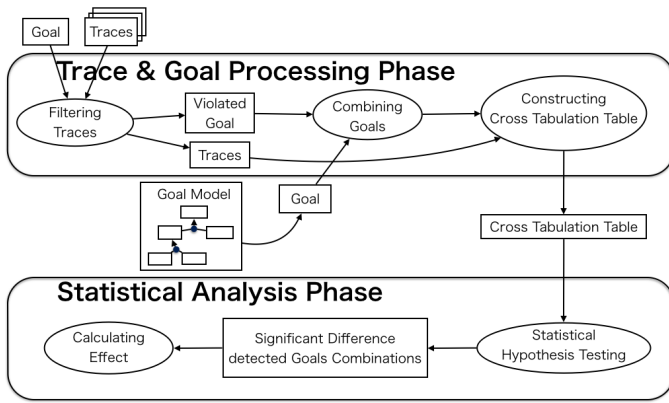 Goal
Traces
Trace & Goal Processing Phase
Filtering
Traces
Violated
Goal
Combining
Goals
Constructing
Cross Tabulation Table
Traces
Goal Model
Goal
Cross Tabulation Table
Statistical Analysis Phase
Calculating
Effect
Significant Difference
detected Goals Combinations
Statistical
Hypothesis Testing